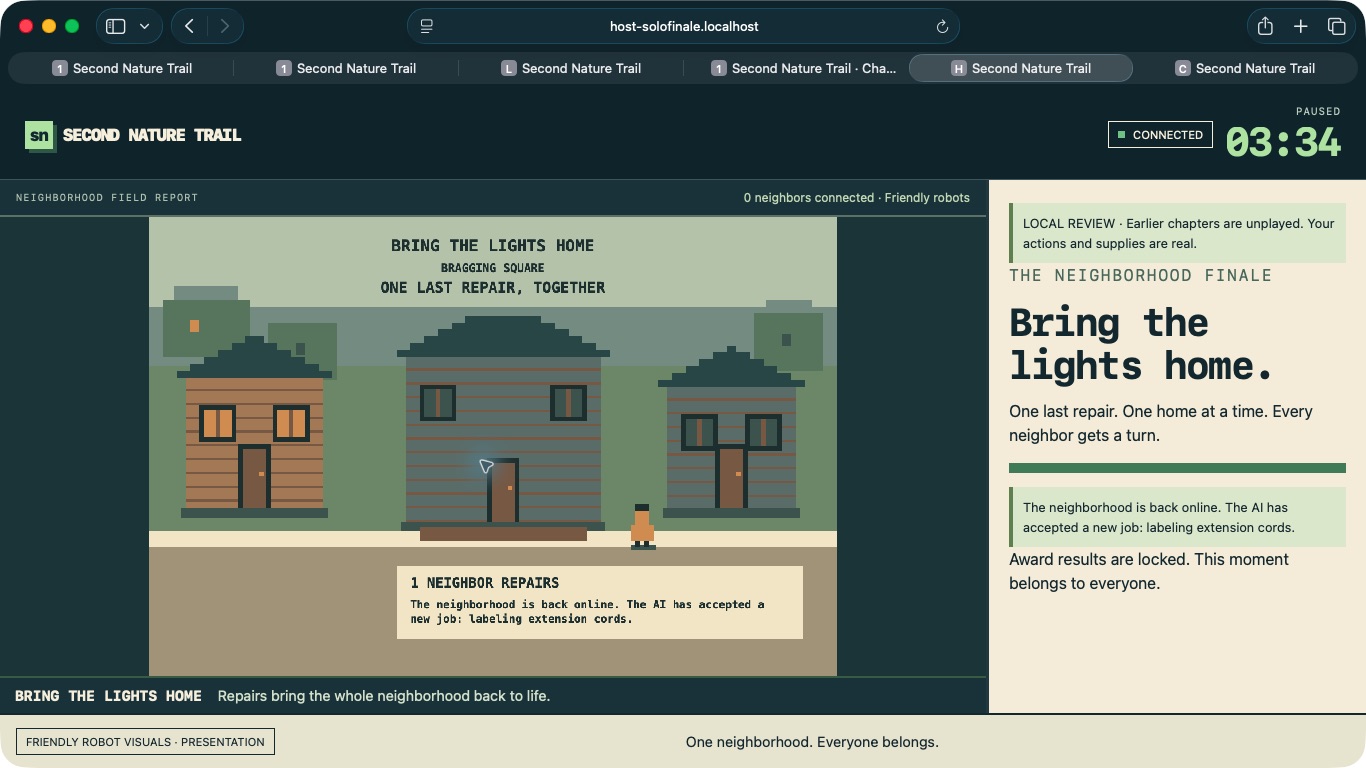 host-solofinale.localhost
1 Second Nature Trail
1 Second Nature Trail
L Second Nature Trail
1 Second Nature Trail · Cha...
H Second Nature Trail
C Second Nature Trail
sn SECOND NATURE TRAIL
CONNECTED
PAUSED
03:34
NEIGHBORHOOD FIELD REPORT
0 neighbors connected · Friendly robots
BRING THE LIGHTS HOME
BRAGGING SQUARE
ONE LAST REPAIR, TOGETHER
1 NEIGHBOR REPAIRS
The neighborhood is back online. The AI has accepted a
new job: labeling extension cords.
BRING THE LIGHTS HOME Repairs bring the whole neighborhood back to life.
LOCAL REVIEW · Earlier chapters are unplayed. Your
actions and supplies are real.
THE NEIGHBORHOOD FINALE
Bring the
lights home.
One last repair. One home at a time. Every
neighbor gets a turn.
The neighborhood is back online. The AI has
accepted a new job: labeling extension cords.
Award results are locked. This moment
belongs to everyone.
FRIENDLY ROBOT VISUALS · PRESENTATION
One neighborhood. Everyone belongs.